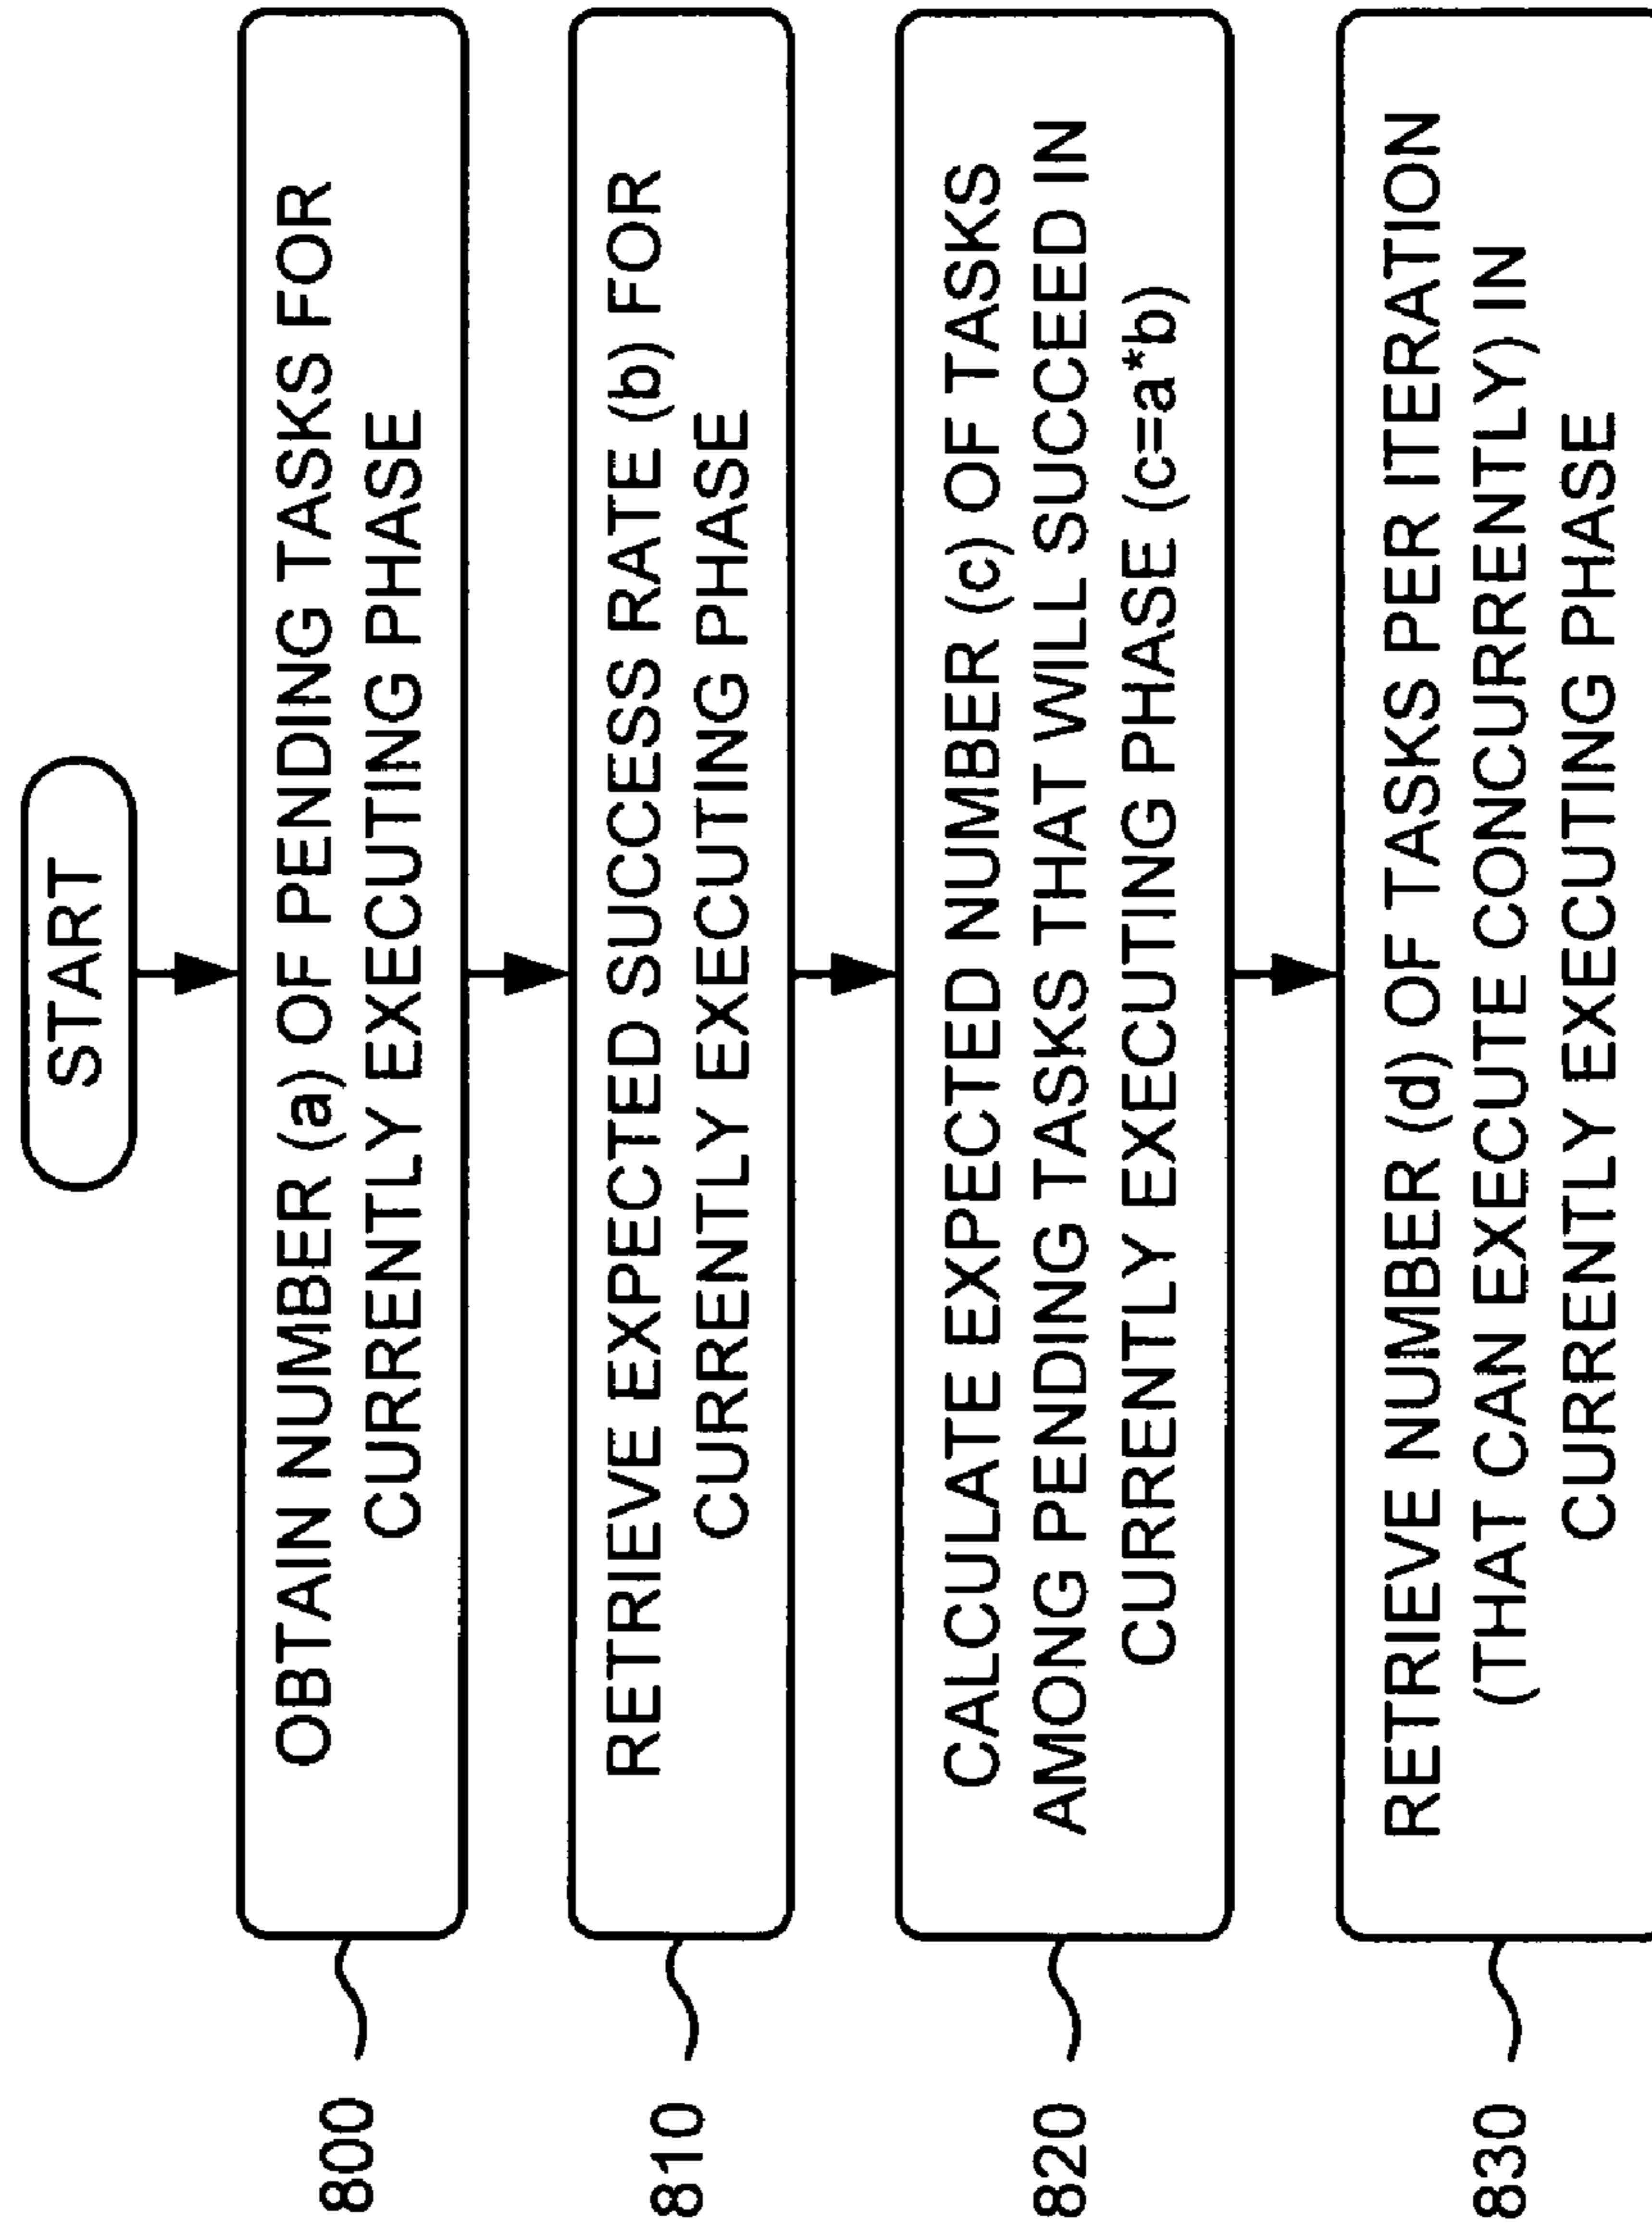 START
800
OBTAIN NUMBER (a) OF PENDING TASKS FOR
CURRENTLY EXECUTING PHASE
810
RETRIEVE EXPECTED SUCCESS RATE (b) FOR
CURRENTLY EXECUTING PHASE
820
CALCULATE EXPECTED NUMBER (c) OF TASKS
AMONG PENDING TASKS THAT WILL SUCCEED IN
CURRENTLY EXECUTING PHASE (c=a*b)
830
RETRIEVE NUMBER (d) OF TASKS PER ITERATION
(THAT CAN EXECUTE CONCURRENTLY) IN
CURRENTLY EXECUTING PHASE